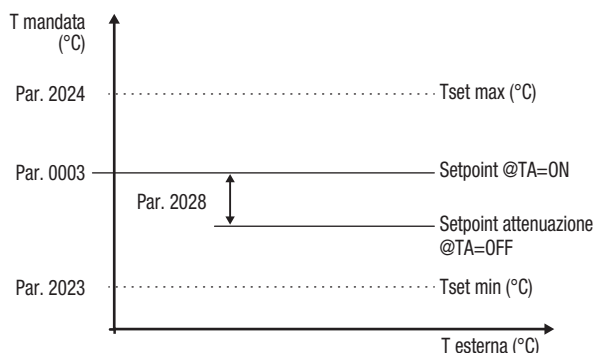 T mandata
(°C)
Par. 2024
Tset max (°C)
Par. 0003
Setpoint @TA=ON
Par. 2028
Setpoint attenuazione
@TA=OFF
Par. 2023
Tset min (°C)
T esterna (°C)